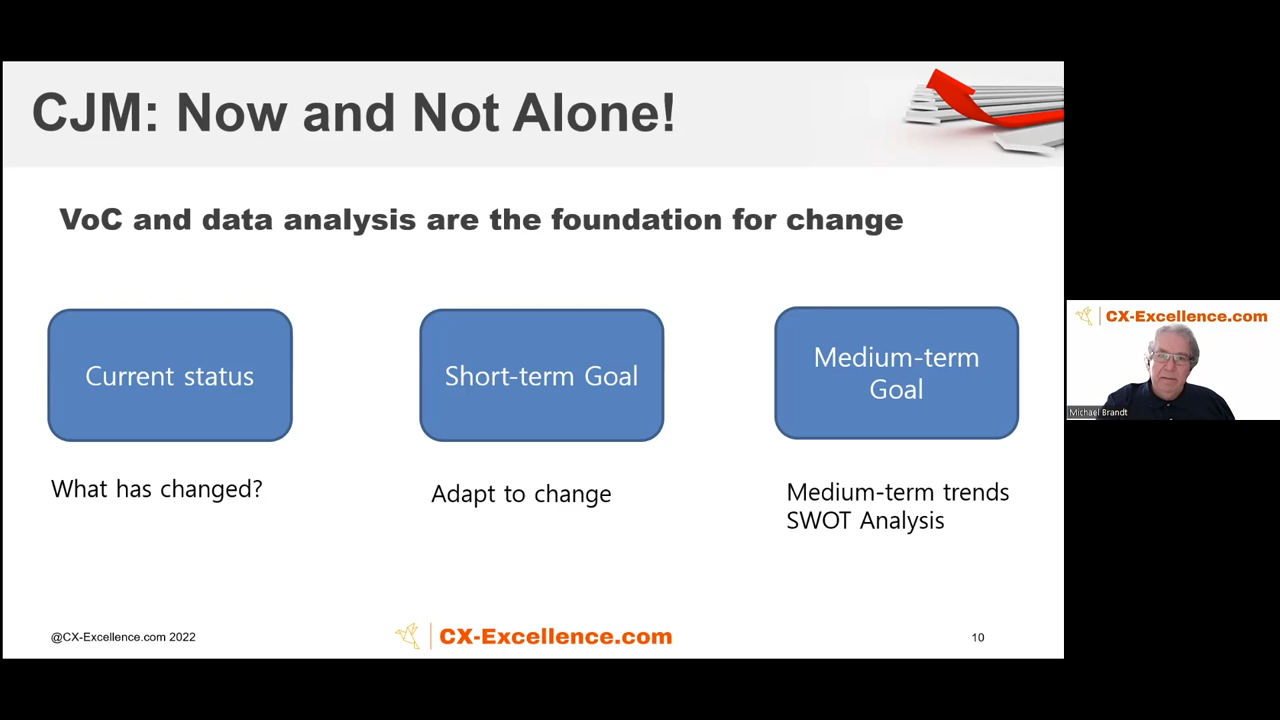 CJM: Now and Not Alone!
VoC and data analysis are the foundation for change
Current status
Short-term Goal
Medium-term
Goal
What has changed?
Adapt to change
Medium-term trends
SWOT Analysis
@CX-Excellence.com 2022
CX-Excellence.com
10
CX-Excellence.com
Michael Brandt